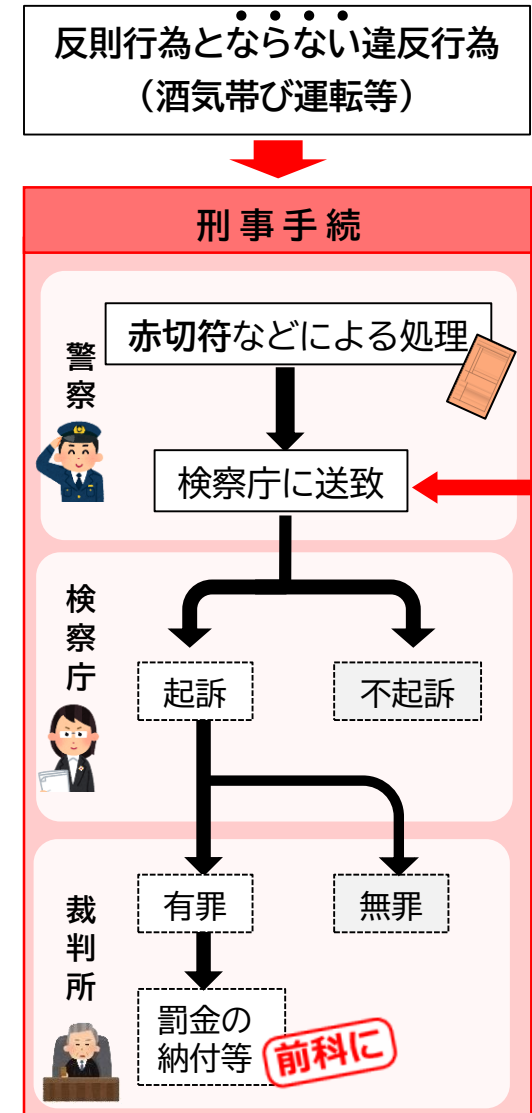 反則行為とならない違反行為
（酒気帯び運転等）
刑事手続
警察
赤切符などによる処理
検察庁に送致
検察庁
起訴
不起訴
裁判所
有罪
無罪
罰金の
納付等
前科に